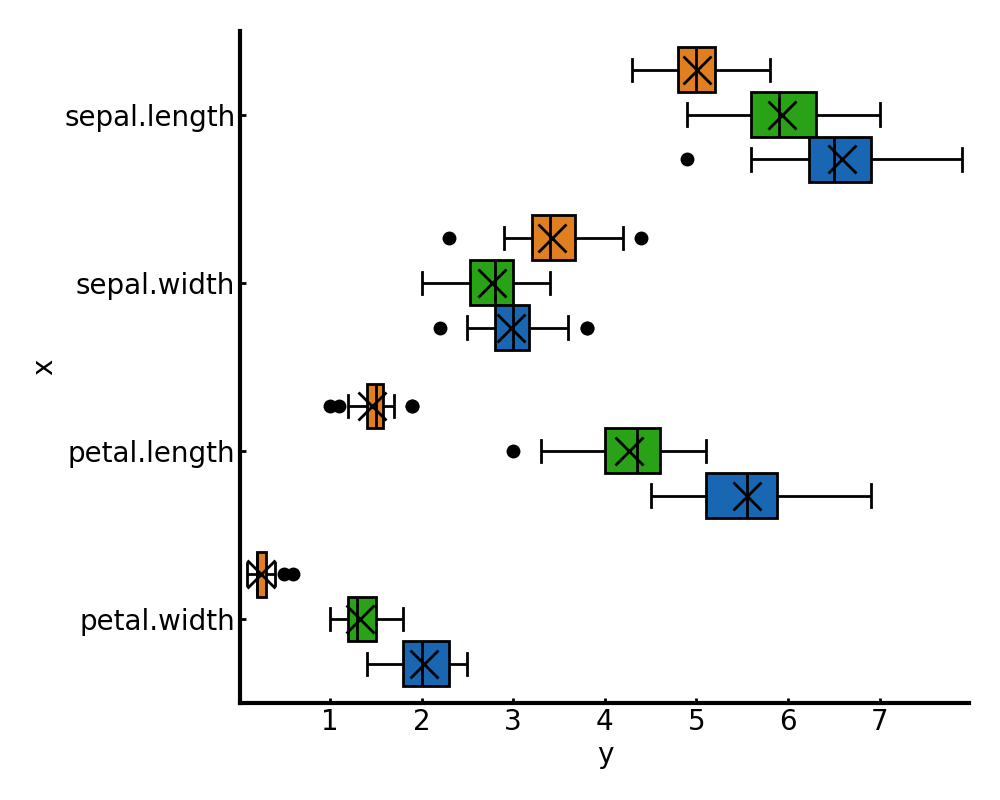 sepal.length
sepal.width
x
petal.length
petal.width
1 2 3 4 5 6 7
y